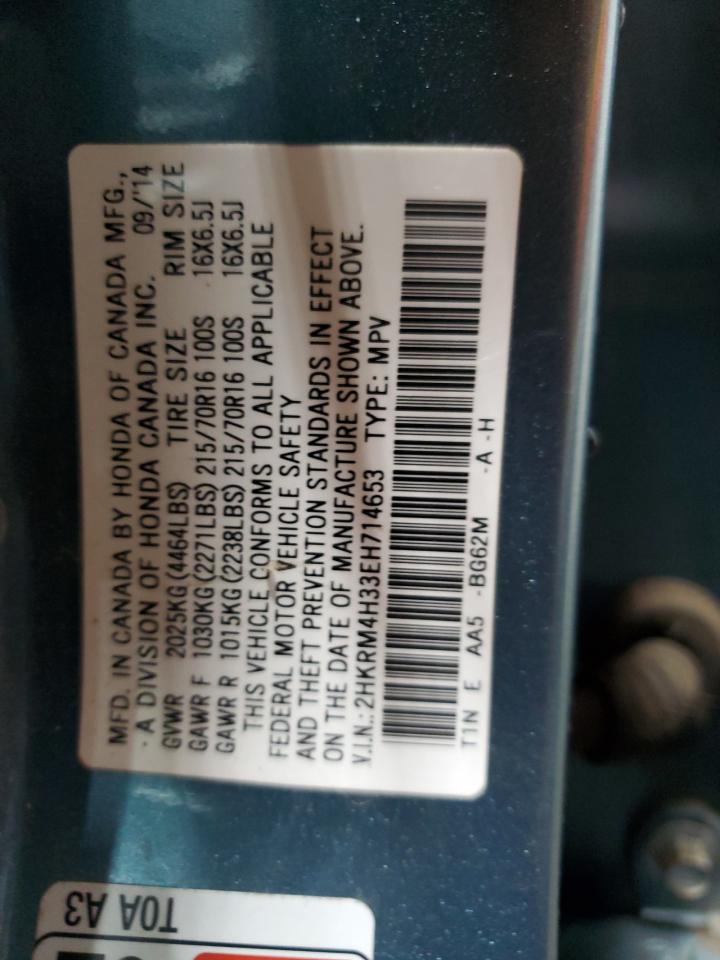 MFD. IN CANADA BY HONDA OF CANADA MFG.,
- A DIVISION OF HONDA CANADA INC. 09/'14
GVWR 2025KG(4464LBS) TIRE SIZE RIM SIZE
GAWR F 1030KG(2271LBS) 215/70R16 100S 16X6.5J
GAWR R 1015KG(2238LBS) 215/70R16 100S 16X6.5J
THIS VEHICLE CONFORMS TO ALL APPLICABLE
FEDERAL MOTOR VEHICLE SAFETY
AND THEFT PREVENTION STANDARDS IN EFFECT
ON THE DATE OF MANUFACTURE SHOWN ABOVE.
V.I.N.: 2HKRM4H33EH714653 TYPE: MPV
T1N E AA5 -BG62M -A -H
T0A A3